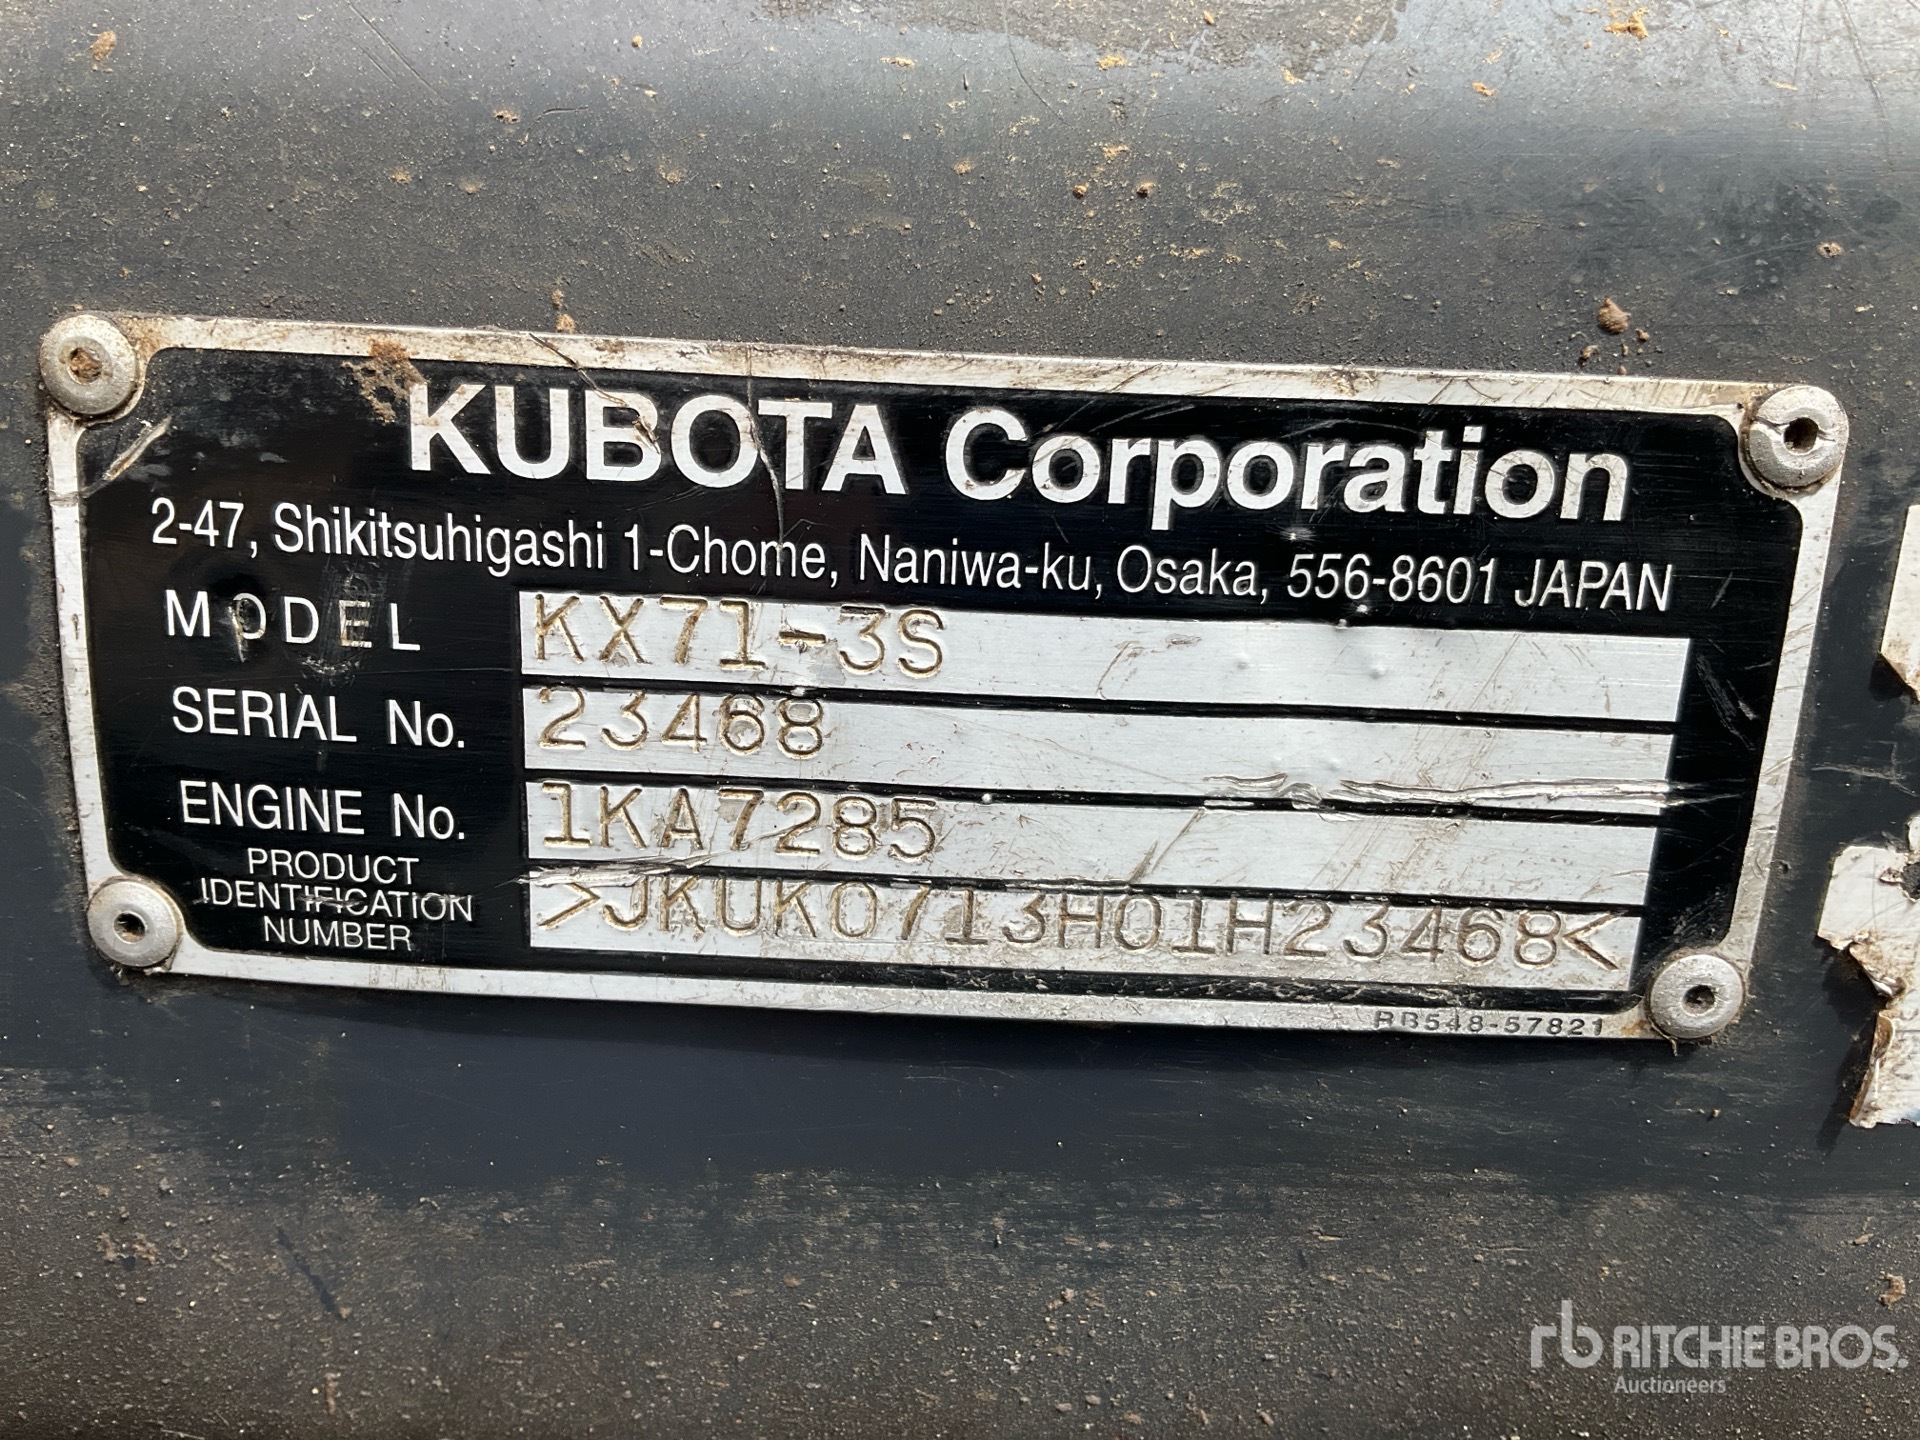 KUBOTA Corporation
2-47, Shikitsuhigashi 1-Chome, Naniwa-ku, Osaka, 556-8601 JAPAN
MODEL KX71-3S
SERIAL No. 23468
ENGINE No. 1KA7285
PRODUCT
IDENTIFICATION
NUMBER >JKUK0713H01H23468<
RB548-57821
rb RITCHIE BROS.
Auctioneers